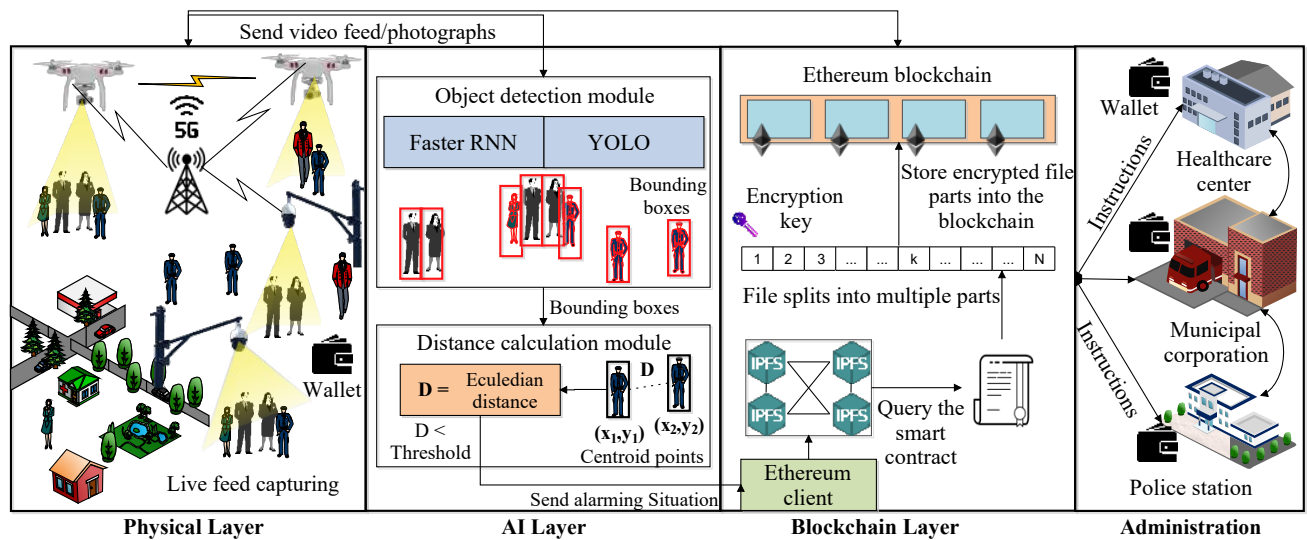 Send video feed/photographs
5G
Wallet
Live feed capturing
Physical Layer
Object detection module
Faster RNN
YOLO
Bounding
boxes
Bounding boxes
Distance calculation module
D =
Eculedian
distance
D
D <
Threshold
(x₁,y₁)
(x₂,y₂)
Centroid points
Send alarming Situation
AI Layer
Ethereum blockchain
Encryption
key
Store encrypted file
parts into the
blockchain
1 2 3 ... ... k ... ... ... N
File splits into multiple parts
IPFS
IPFS
IPFS
IPFS
Query the
smart
contract
Ethereum
client
Blockchain Layer
Wallet
Instructions
Healthcare
center
Municipal
corporation
Instructions
Police station
Administration